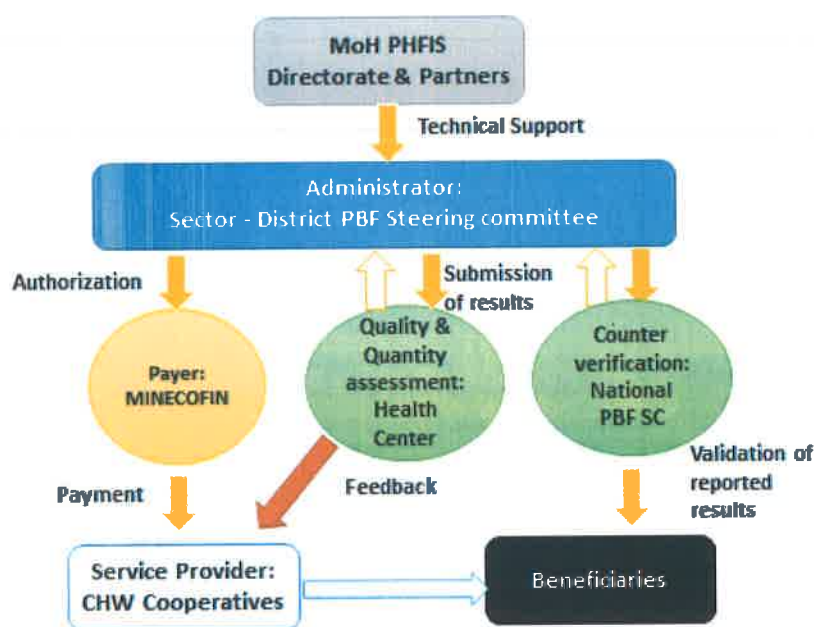 MoH PHFIS
Directorate & Partners
Technical Support
Administrator:
Sector - District PBF Steering committee
Authorization
Submission
of results
Payer:
MINECOFIN
Quality &
Quantity
assessment:
Health
Center
Counter
verification:
National
PBF SC
Payment
Feedback
Validation of
reported
results
Service Provider:
CHW Cooperatives
Beneficiaries